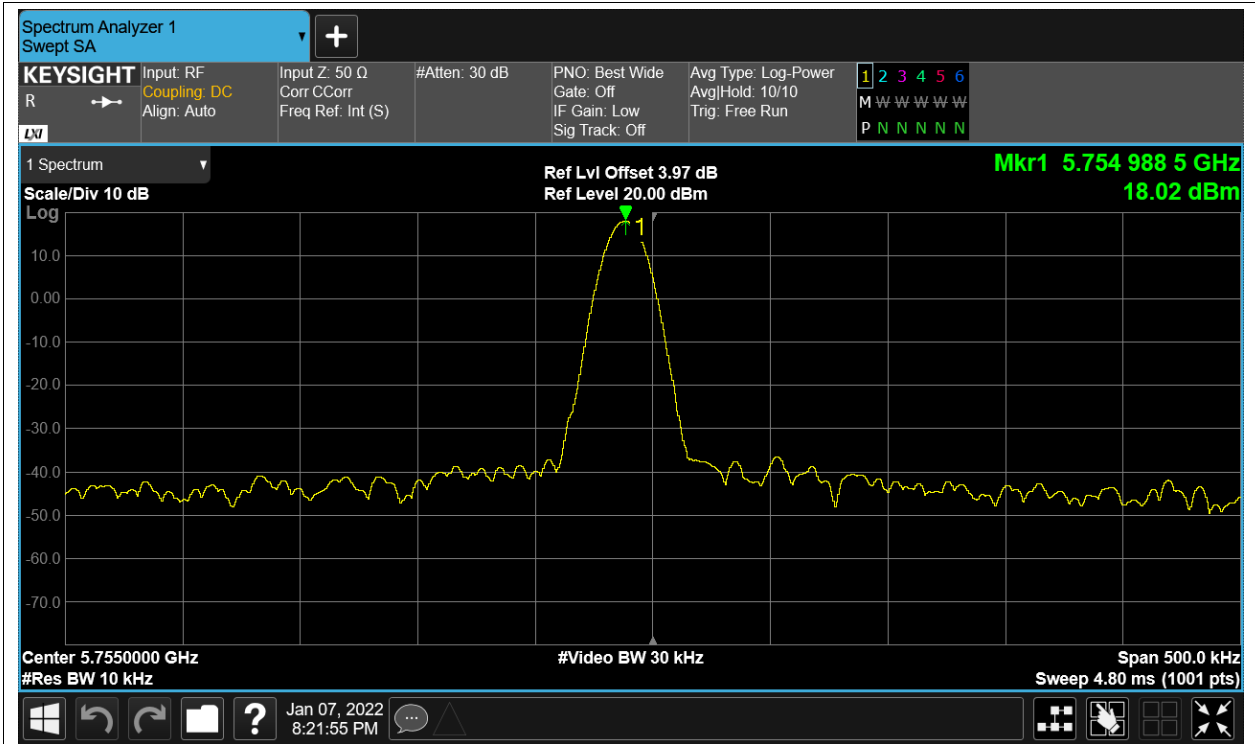 Spectrum Analyzer 1
Swept SA
KEYSIGHT
R
LXI
Input: RF
Coupling: DC
Align: Auto
Input Z: 50 Ω
Corr CCorr
Freq Ref: Int (S)
#Atten: 30 dB
PNO: Best Wide
Gate: Off
IF Gain: Low
Sig Track: Off
Avg Type: Log-Power
Avg|Hold: 10/10
Trig: Free Run
1 2 3 4 5 6
M W W W W W
P N N N N N
1 Spectrum
Scale/Div 10 dB
Log
Ref Lvl Offset 3.97 dB
Ref Level 20.00 dBm
Mkr1 5.754 988 5 GHz
18.02 dBm
1
10.0
0.00
-10.0
-20.0
-30.0
-40.0
-50.0
-60.0
-70.0
Center 5.7550000 GHz
#Res BW 10 kHz
#Video BW 30 kHz
Span 500.0 kHz
Sweep 4.80 ms (1001 pts)
?
Jan 07, 2022
8:21:55 PM